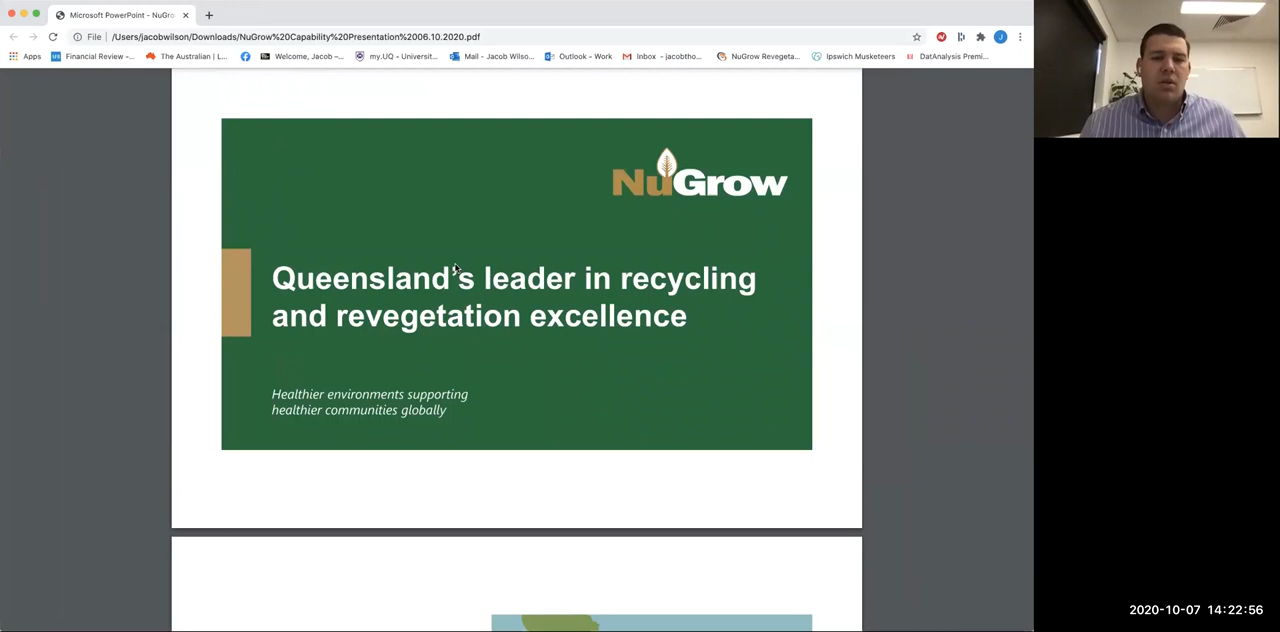 Microsoft PowerPoint - NuGro
File
/Users/jacobwilson/Downloads/NuGrow%20Capability%20Presentation%2006.10.2020.pdf
Apps
Financial Review –...
The Australian | L...
Welcome, Jacob –...
my.UQ - Universit...
Mail - Jacob Wilso...
Outlook - Work
Inbox - jacobtho...
NuGrow Revegeta...
Ipswich Musketeers
DatAnalysis Premi...
NuGrow
Queensland's leader in recycling
and revegetation excellence
Healthier environments supporting
healthier communities globally
2020-10-07 14:22:56